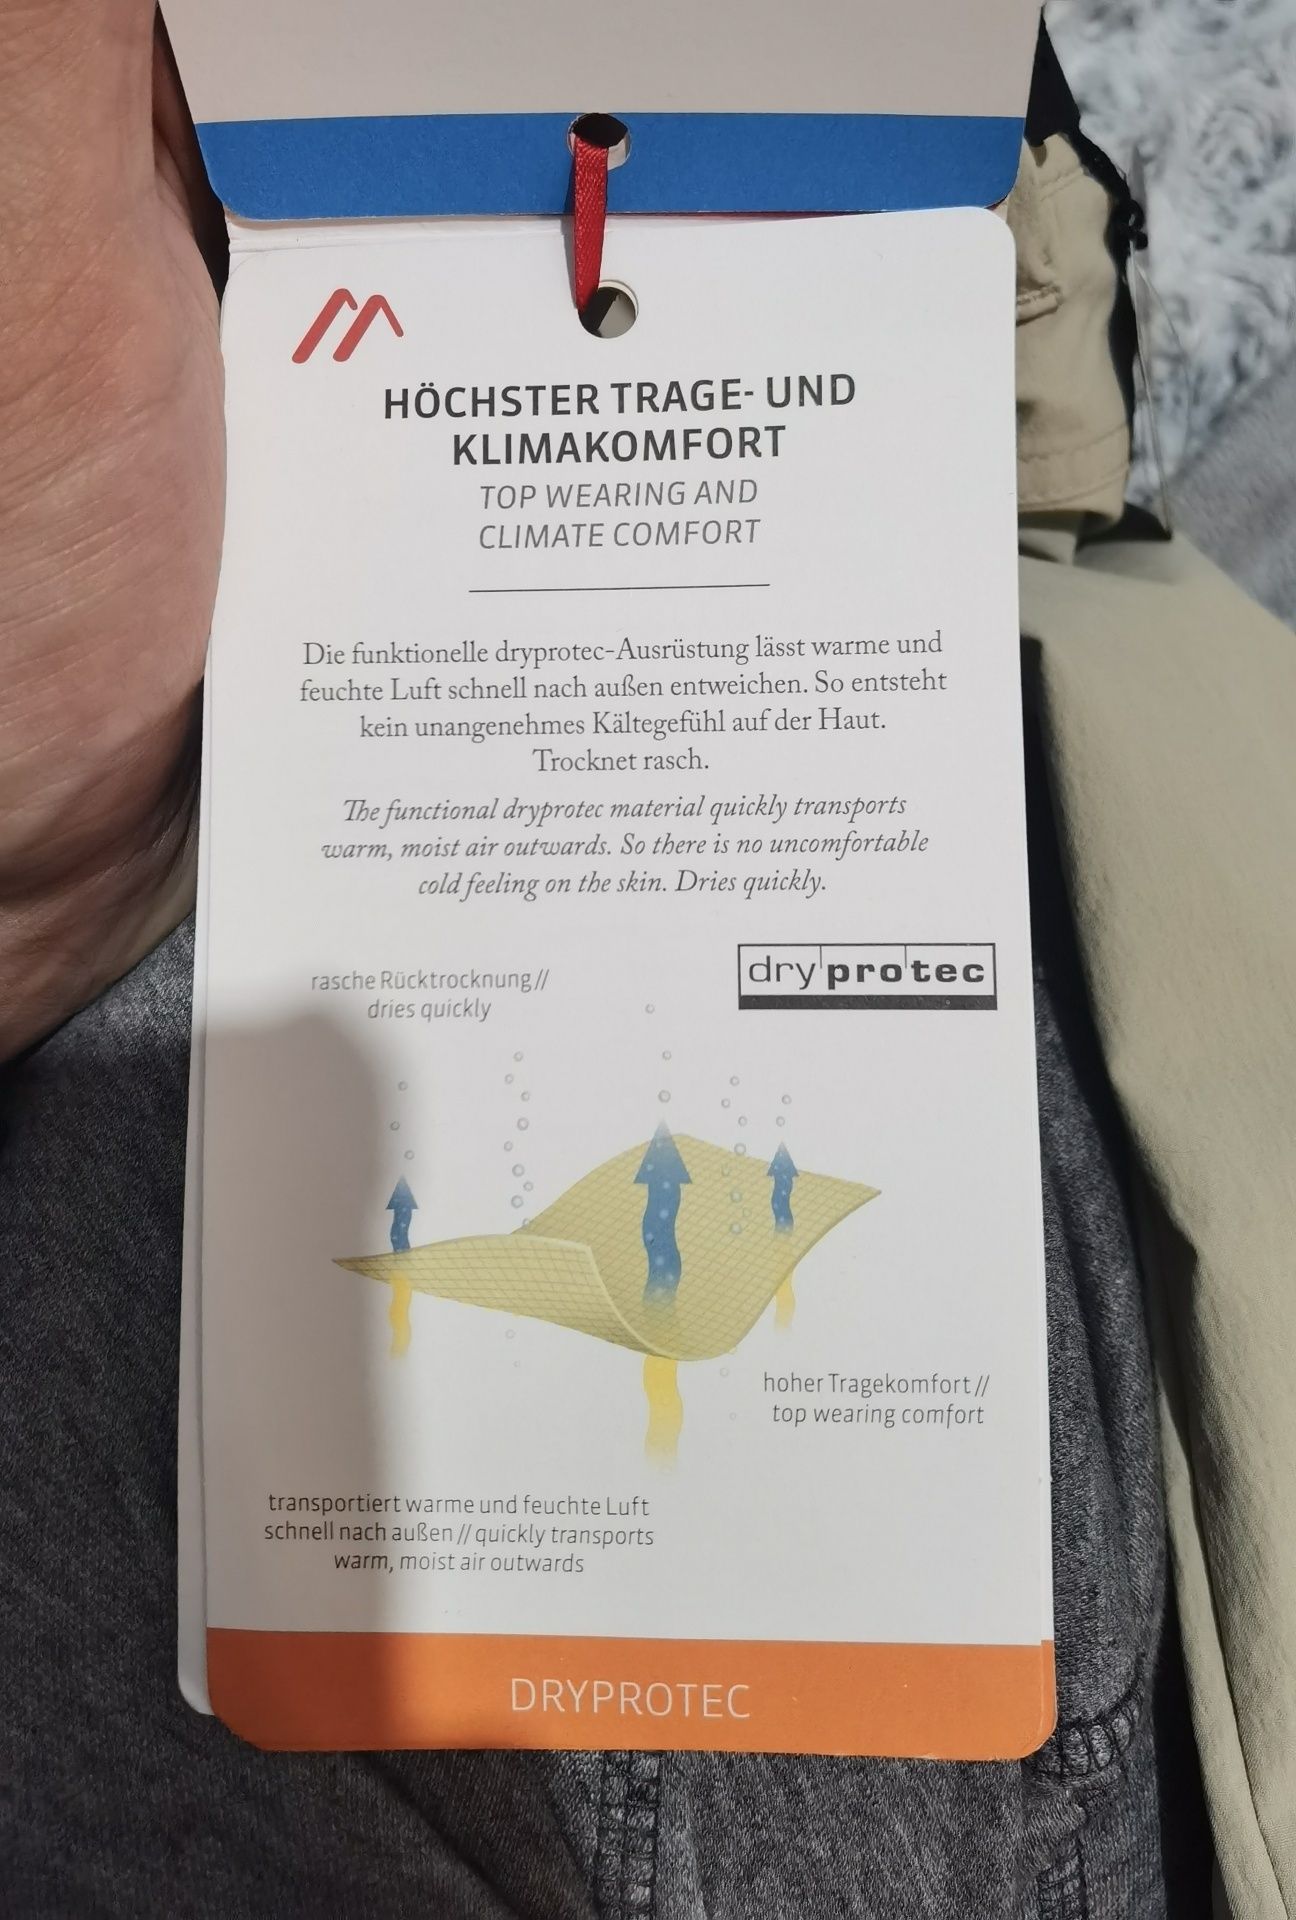 HÖCHSTER TRAGE- UND
KLIMAKOMFORT
TOP WEARING AND
CLIMATE COMFORT
Die funktionelle dryprotec-Ausrüstung lässt warme und
feuchte Luft schnell nach außen entweichen. So entsteht
kein unangenehmes Kältegefühl auf der Haut.
Trocknet rasch.
The functional dryprotec material quickly transports
warm, moist air outwards. So there is no uncomfortable
cold feeling on the skin. Dries quickly.
dryprotec
rasche Rücktrocknung //
dries quickly
hoher Tragekomfort //
top wearing comfort
transportiert warme und feuchte Luft
schnell nach außen // quickly transports
warm, moist air outwards
DRYPROTEC